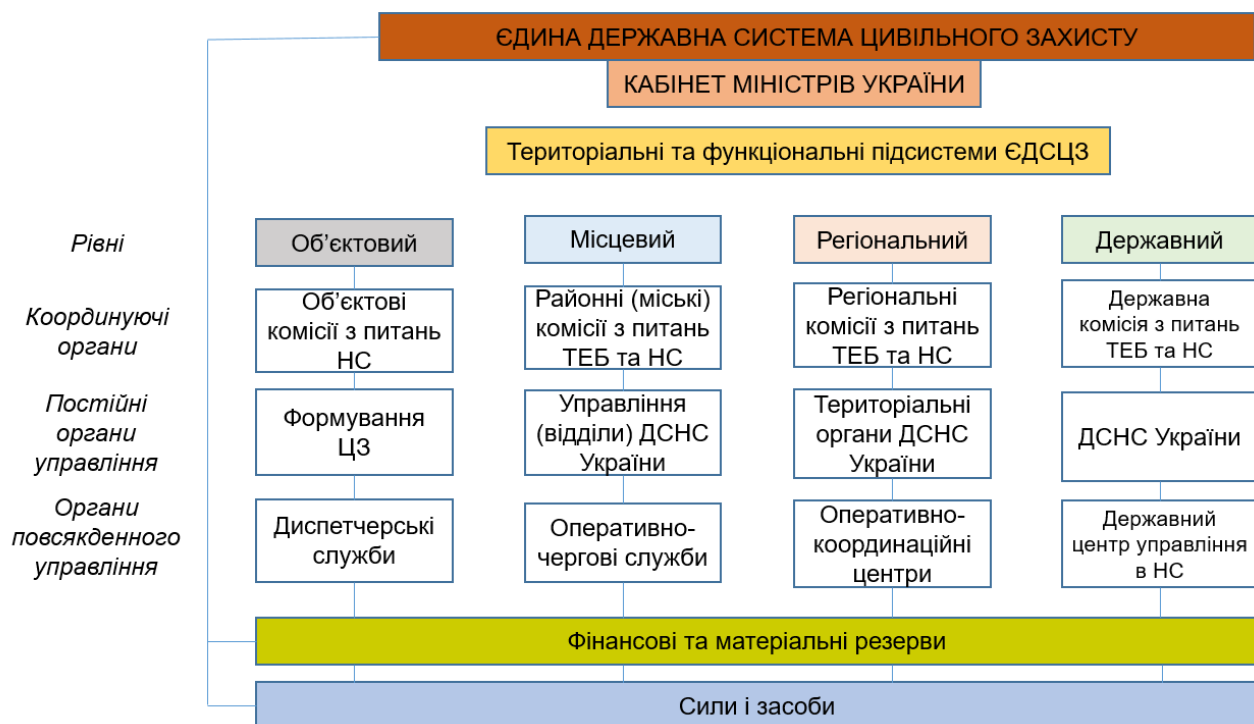 ЄДИНА ДЕРЖАВНА СИСТЕМА ЦИВІЛЬНОГО ЗАХИСТУ
КАБІНЕТ МІНІСТРІВ УКРАЇНИ
Територіальні та функціональні підсистеми ЄДСЦЗ
Рівні
Об’єктовий
Місцевий
Регіональний
Державний
Координуючі
органи
Об’єктові
комісії з питань
НС
Районні (міські)
комісії з питань
ТЕБ та НС
Регіональні
комісії з питань
ТЕБ та НС
Державна
комісія з питань
ТЕБ та НС
Постійні
органи
управління
Формування
ЦЗ
Управління
(відділи) ДСНС
України
Територіальні
органи ДСНС
України
ДСНС України
Органи
повсякденного
управління
Диспетчерські
служби
Оперативно-
чергові служби
Оперативно-
координаційні
центри
Державний
центр управління
в НС
Фінансові та матеріальні резерви
Сили і засоби